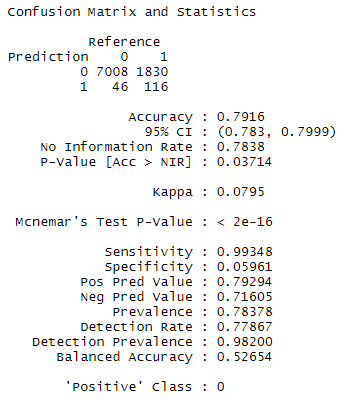 Confusion Matrix and Statistics
Reference
Prediction 0 1
0 7008 1830
1 46 116
Accuracy : 0.7916
95% CI : (0.783, 0.7999)
No Information Rate : 0.7838
P-Value [Acc > NIR] : 0.03714
Kappa : 0.0795
Mcnemar's Test P-Value : < 2e-16
Sensitivity : 0.99348
Specificity : 0.05961
Pos Pred Value : 0.79294
Neg Pred Value : 0.71605
Prevalence : 0.78378
Detection Rate : 0.77867
Detection Prevalence : 0.98200
Balanced Accuracy : 0.52654
'Positive' Class : 0